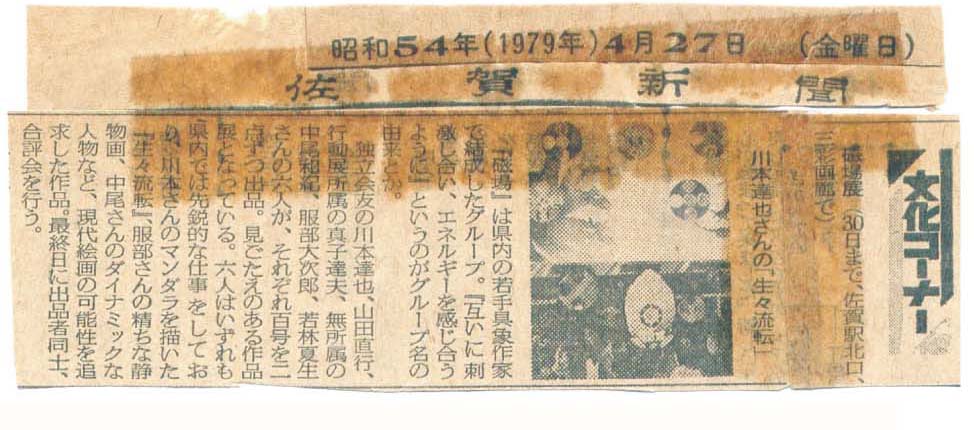 昭和54年(1979年)4月27日　(金曜日)
佐賀新聞
文化コーナー
磁場展（30日まで、佐賀駅北口、
三彩画廊で）
川本達也さんの「生々流転」
「磁場」は県内の若手具象作家
で結成したグループ。『互いに刺
激し合い、エネルギーを感じ合う
ように』というのがグループ名の
由来とか。
独立会友の川本達也、山田直行、
行動展所属の真子達夫、無所属の
中尾和紀、服部大次郎、若林夏生
さんの六人が、それぞれ百号を二
点ずつ出品。見ごたえのある作品
展となっている。六人はいずれも
県内では先鋭的な仕事をしてお
り、川本さんのマンダラを描いた
『生々流転』服部さんの精ちな静
物画、中尾さんのダイナミックな
人物など、現代絵画の可能性を追
求した作品。最終日に出品者同士、
合評会を行う。